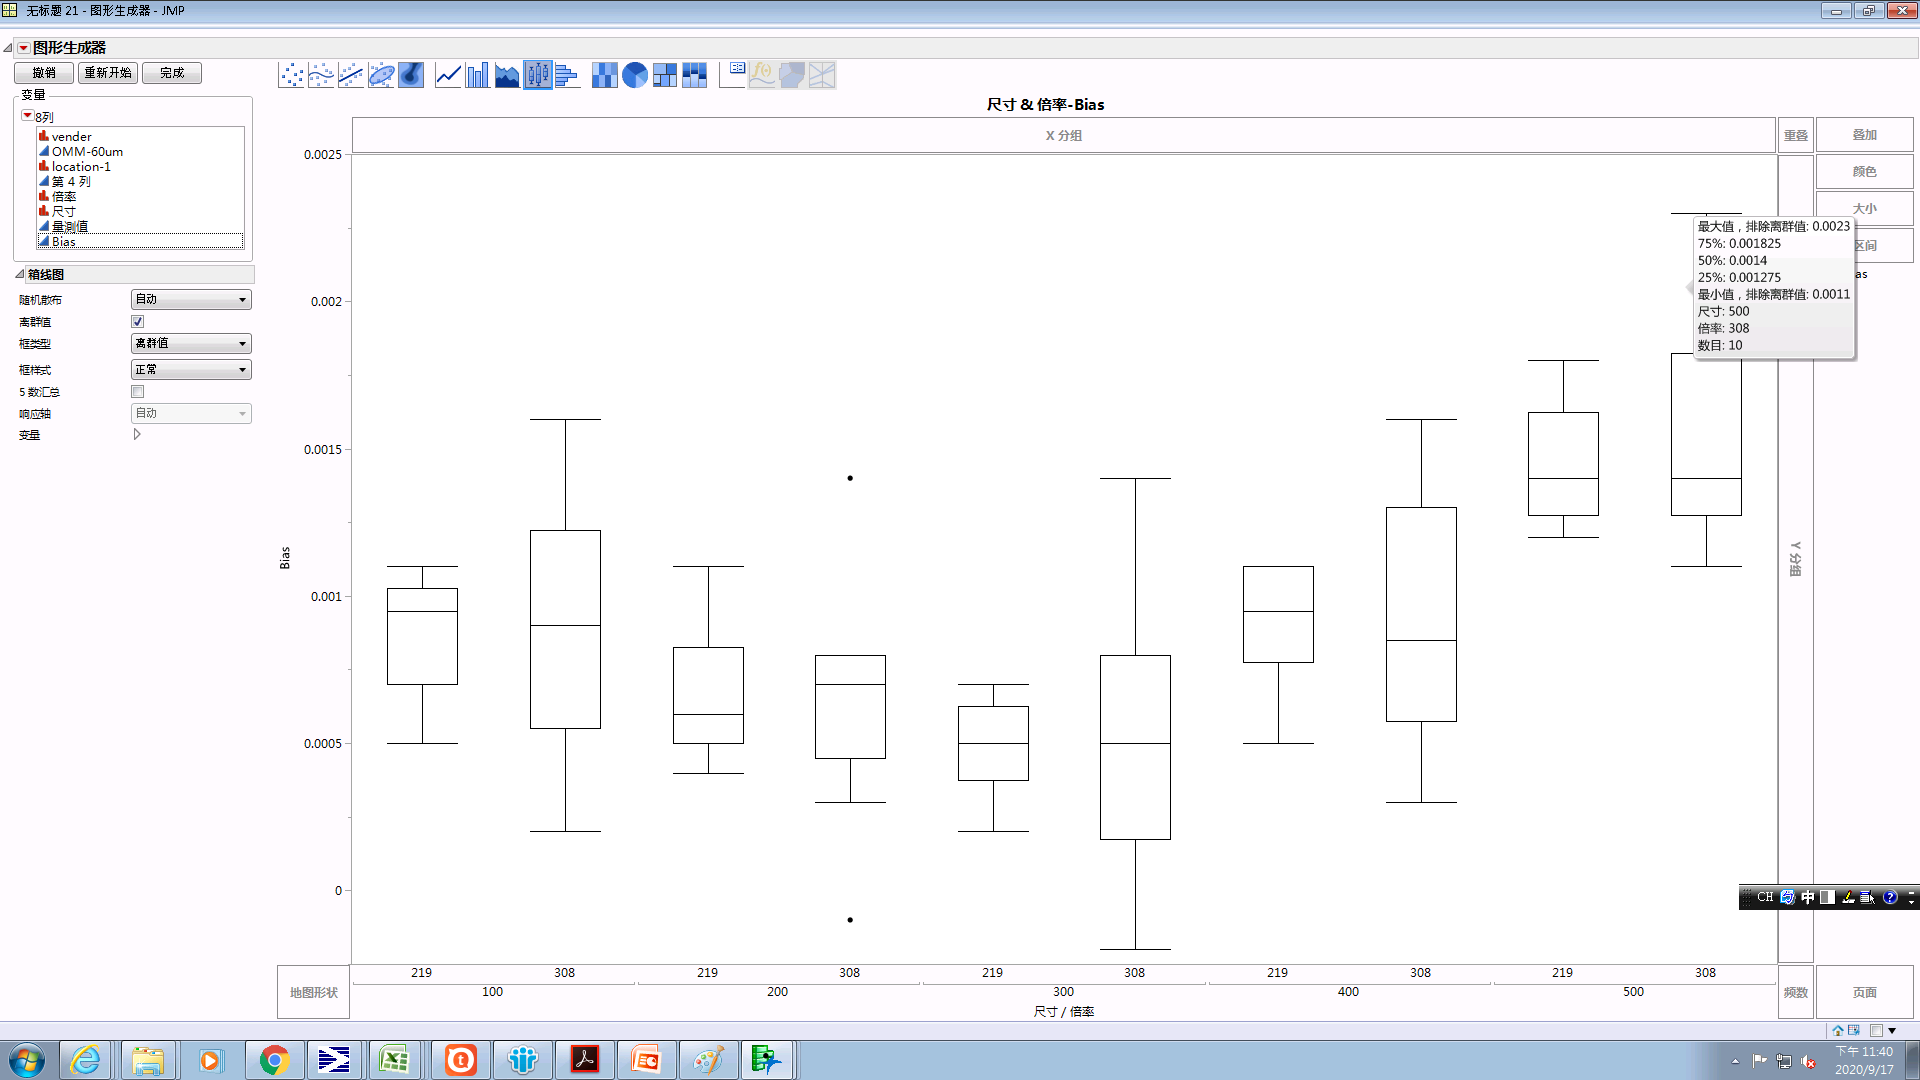 无标题 21 - 图形生成器 - JMP
图形生成器
撤销 重新开始 完成
变量
8列
vender
OMM-60um
location-1
第 4 列
倍率
尺寸
量测值
Bias
箱线图
随机散布 自动
离群值
框类型 离群值
框样式 正常
5 数汇总
响应轴 自动
变量
尺寸 & 倍率-Bias
X 分组
重叠
叠加
颜色
大小
区间
as
最大值，排除离群值: 0.0023
75%: 0.001825
50%: 0.0014
25%: 0.001275
最小值，排除离群值: 0.0011
尺寸: 500
倍率: 308
数目: 10
0.0025
0.002
0.0015
0.001
0.0005
0
Bias
Y 分组
219 308 219 308 219 308 219 308 219 308
100 200 300 400 500
尺寸 / 倍率
地图形状
频数
页面
CH 中
下午 11:40
2020/9/17